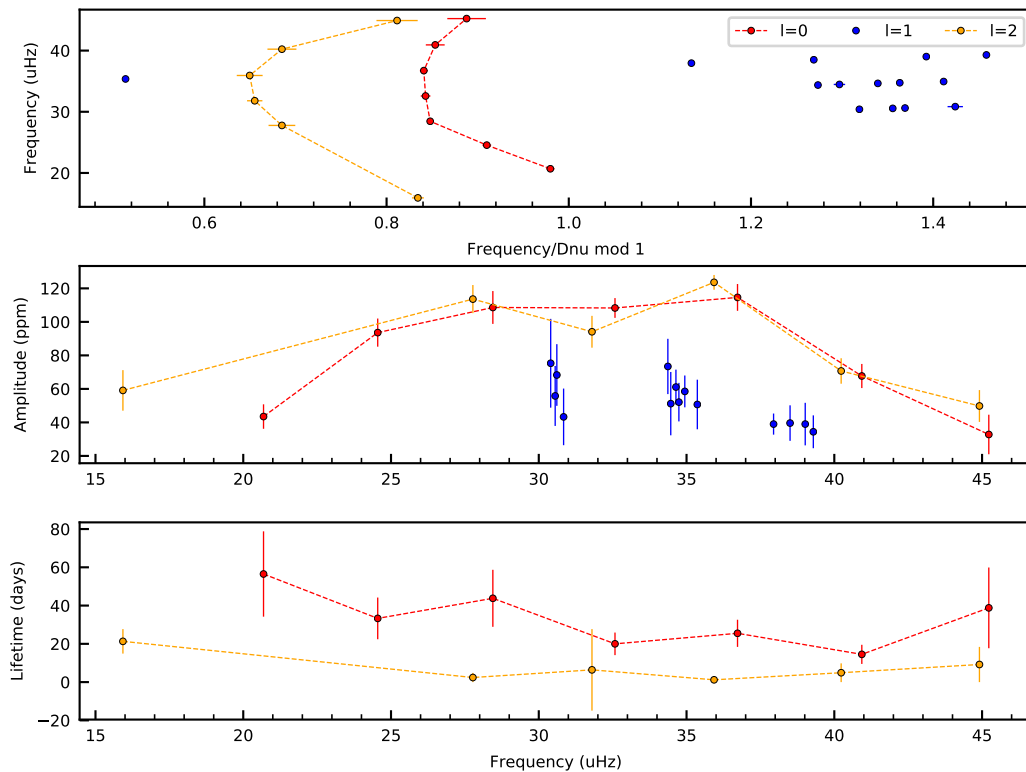 l=0 l=1 l=2
Frequency (uHz)
40
30
20
0.6 0.8 1.0 1.2 1.4
Frequency/Dnu mod 1
Amplitude (ppm)
120
100
80
60
40
20
15 20 25 30 35 40 45
Lifetime (days)
80
60
40
20
0
−20
15 20 25 30 35 40 45
Frequency (uHz)